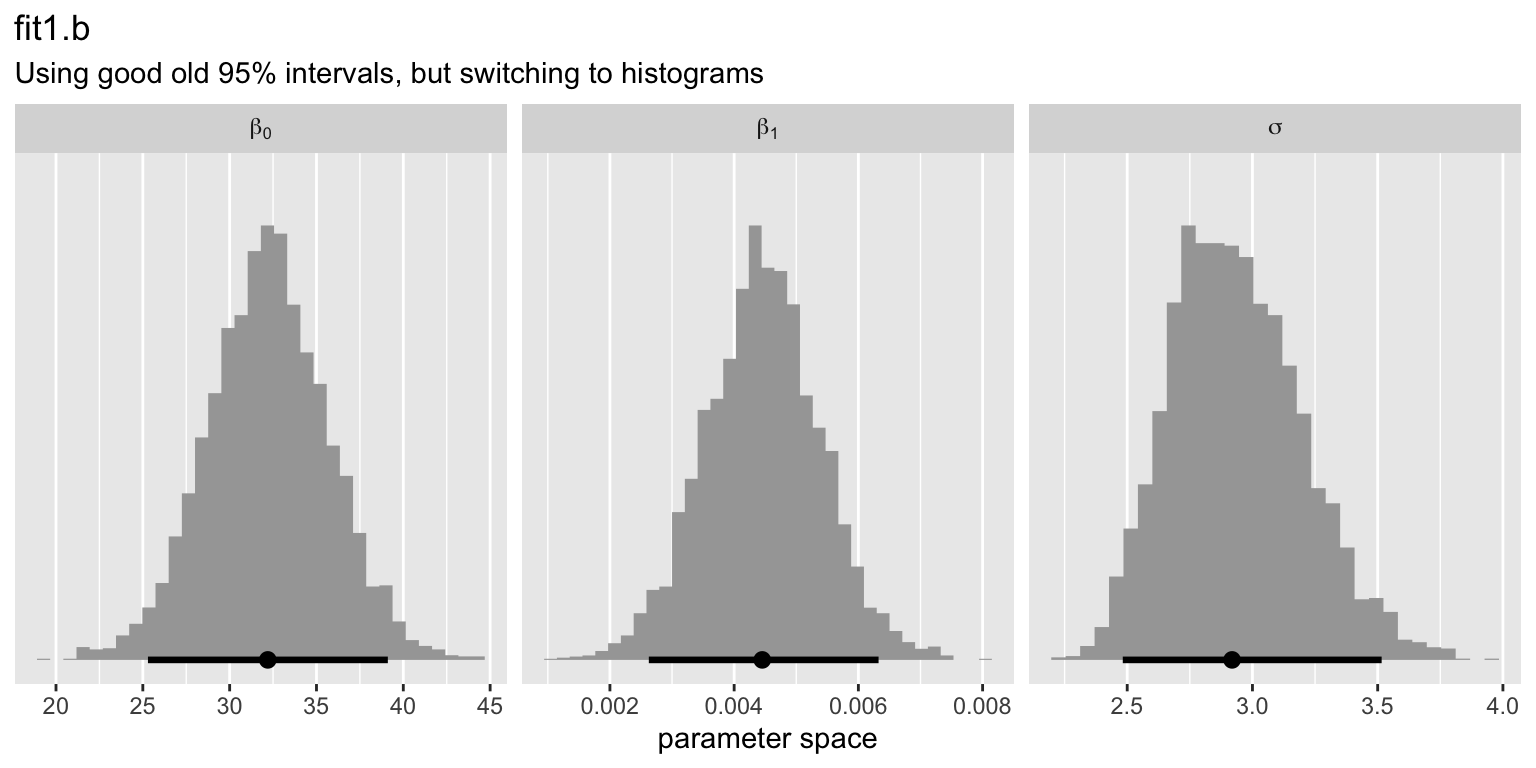 fit1.b
Using good old 95% intervals, but switching to histograms
β₀ β₁ σ
20 25 30 35 40 45 0.002 0.004 0.006 0.008 2.5 3.0 3.5 4.0
parameter space